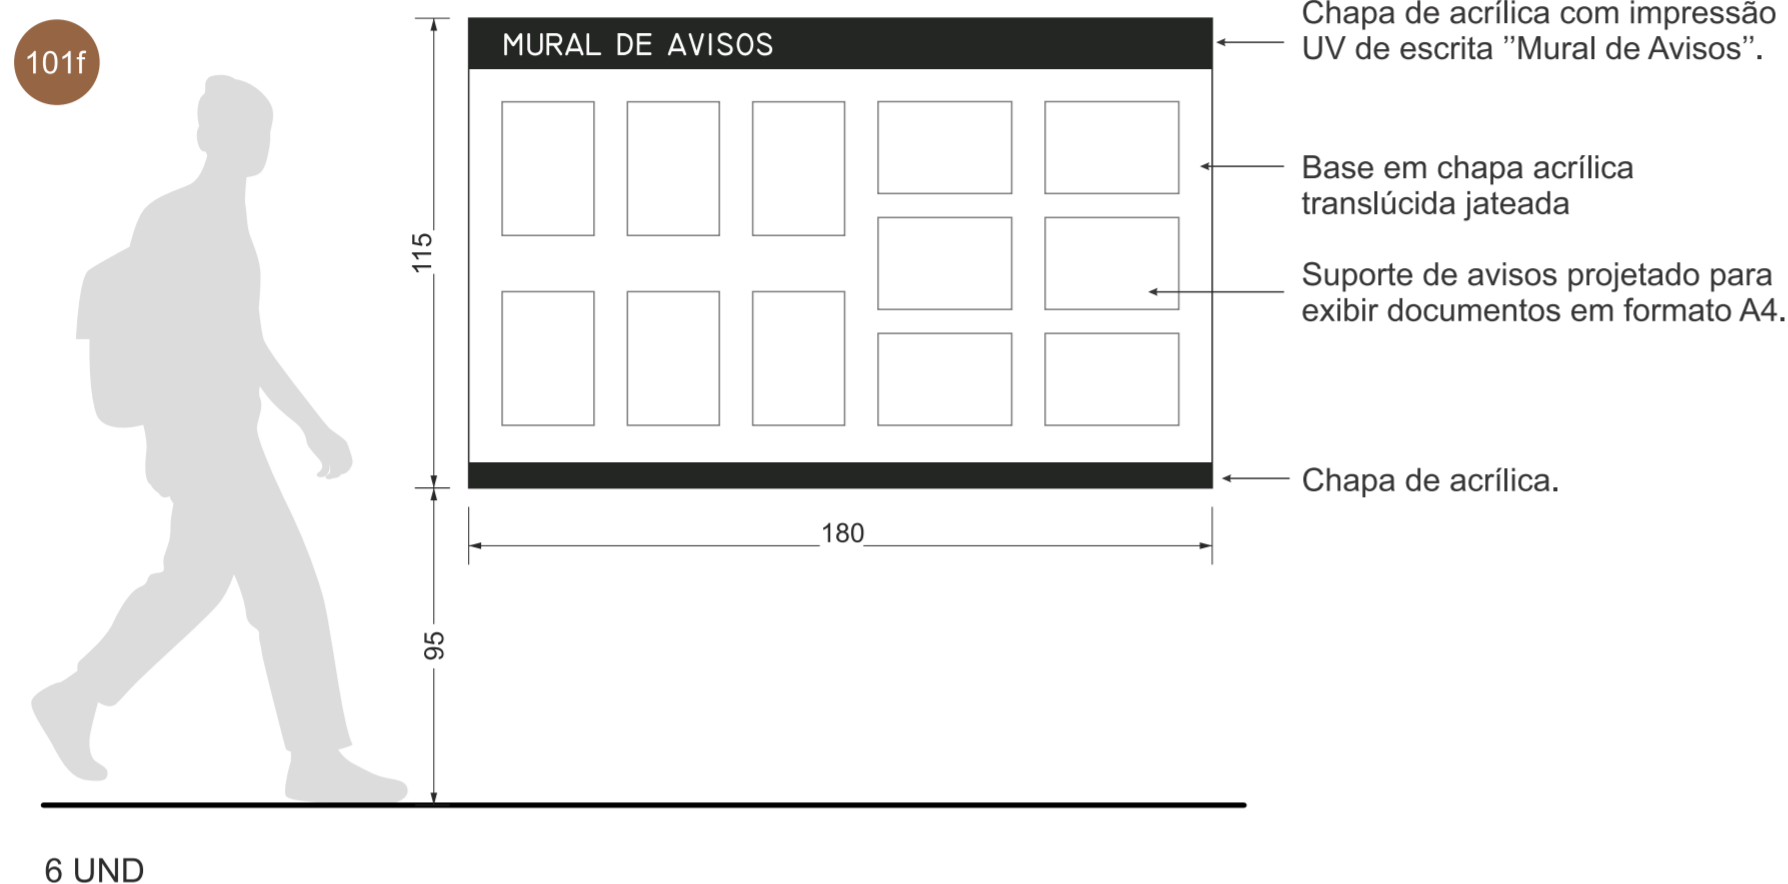 101f
MURAL DE AVISOS
Chapa de acrílica com impressão
UV de escrita ’’Mural de Avisos’’.
Base em chapa acrílica
translúcida jateada
Suporte de avisos projetado para
exibir documentos em formato A4.
Chapa de acrílica.
115
180
95
6 UND